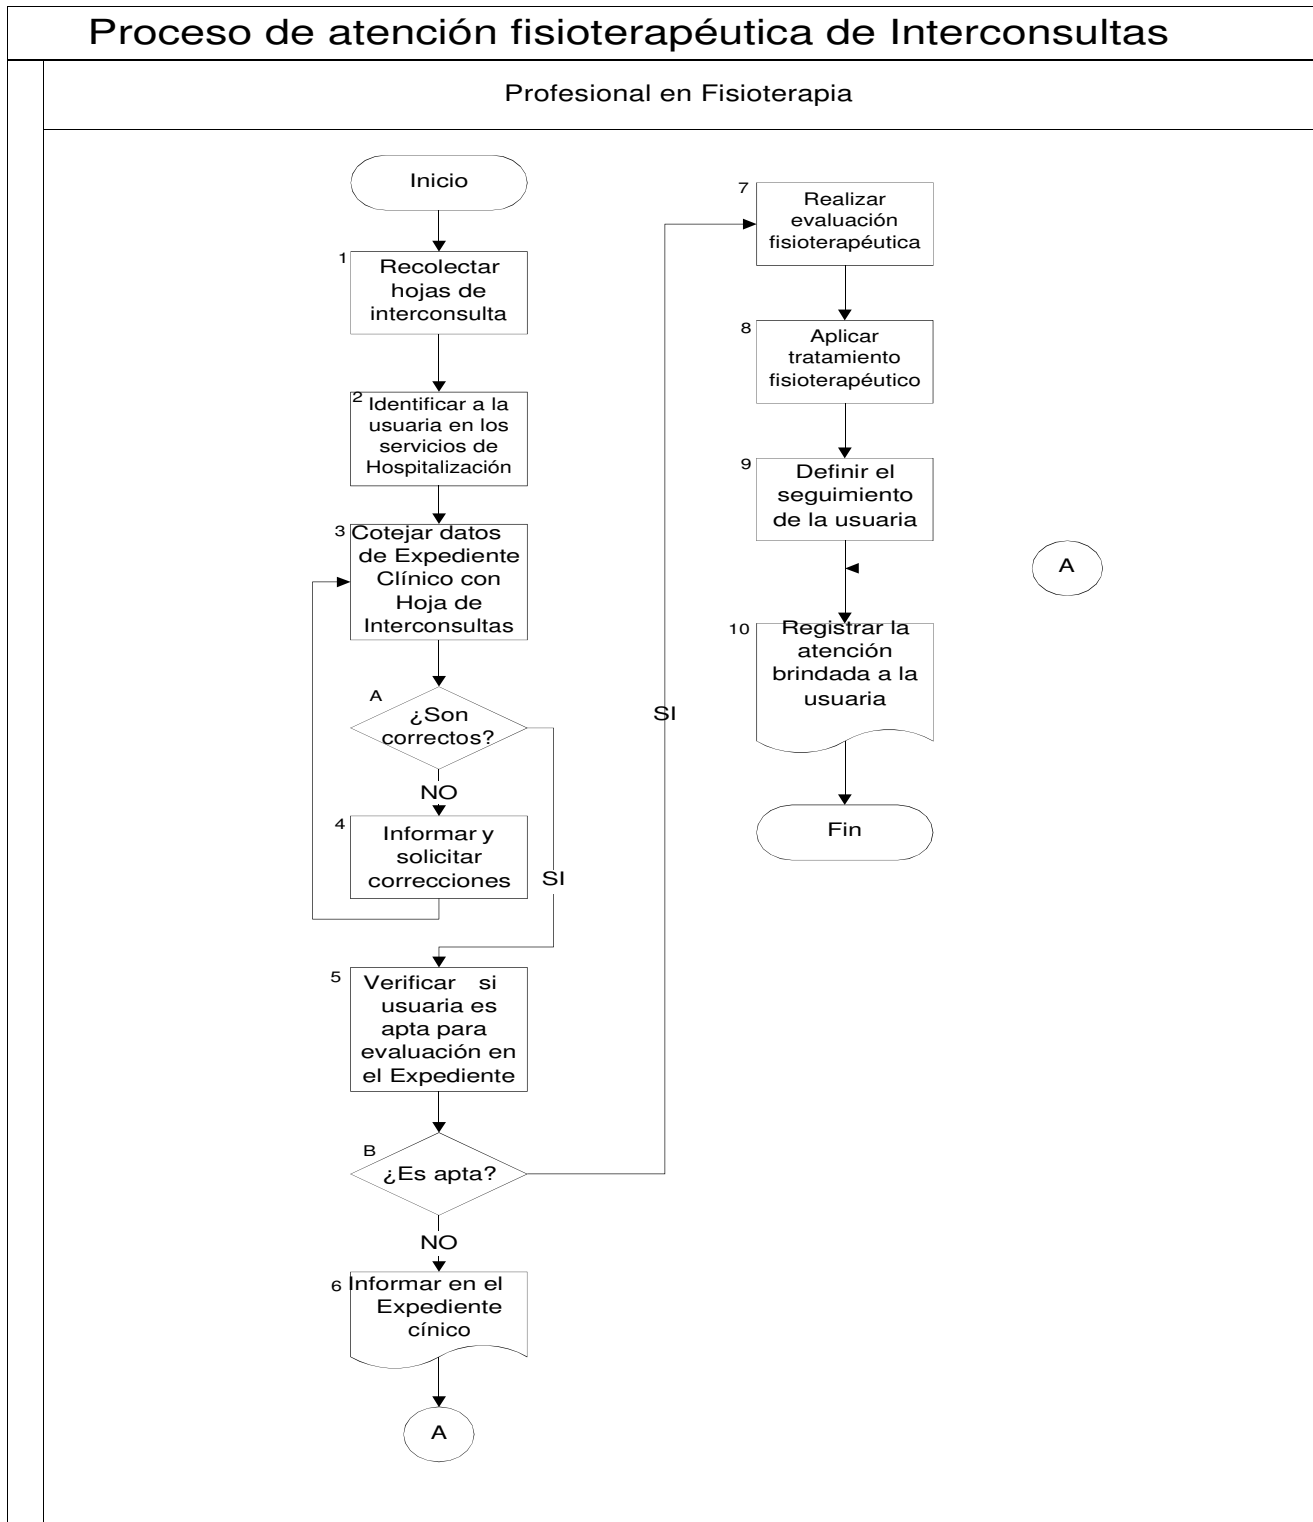 Proceso de atención fisioterapéutica de Interconsultas
Profesional en Fisioterapia
Inicio
1
Recolectar
hojas de
interconsulta
2
Identificar a la
usuaria en los
servicios de
Hospitalización
3
Cotejar datos
de Expediente
Clínico con
Hoja de
Interconsultas
A
¿Son
correctos?
NO
SI
4
Informar y
solicitar
correcciones
5
Verificar si
usuaria es
apta para
evaluación en
el Expediente
B
¿Es apta?
NO
SI
6
Informar en el
Expediente
cínico
A
7
Realizar
evaluación
fisioterapéutica
8
Aplicar
tratamiento
fisioterapéutico
9
Definir el
seguimiento
de la usuaria
A
10
Registrar la
atención
brindada a la
usuaria
Fin